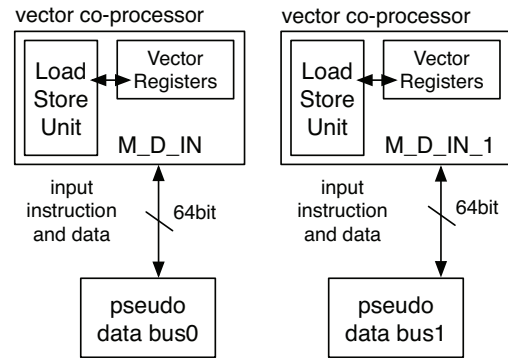 vector co-processor
Load
Store
Unit
Vector
Registers
M_D_IN
input
instruction
and data
64bit
pseudo
data bus0
vector co-processor
Load
Store
Unit
Vector
Registers
M_D_IN_1
input
instruction
and data
64bit
pseudo
data bus1